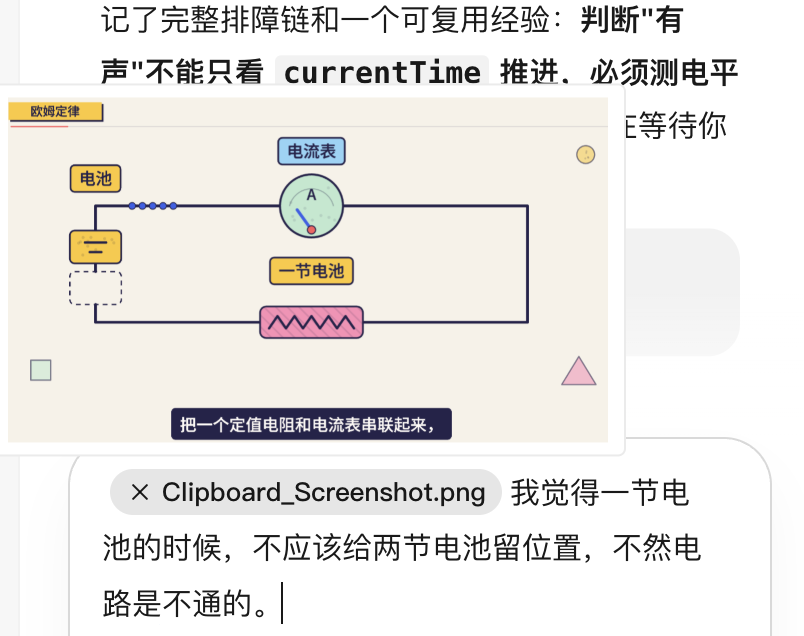 记了完整排障链和一个可复用经验：判断"有
声"不能只看 currentTime 推进，必须测电平
在等待你
欧姆定律
电流表
电池
A
一节电池
把一个定值电阻和电流表串联起来，
× Clipboard_Screenshot.png 我觉得一节电
池的时候，不应该给两节电池留位置，不然电
路是不通的。